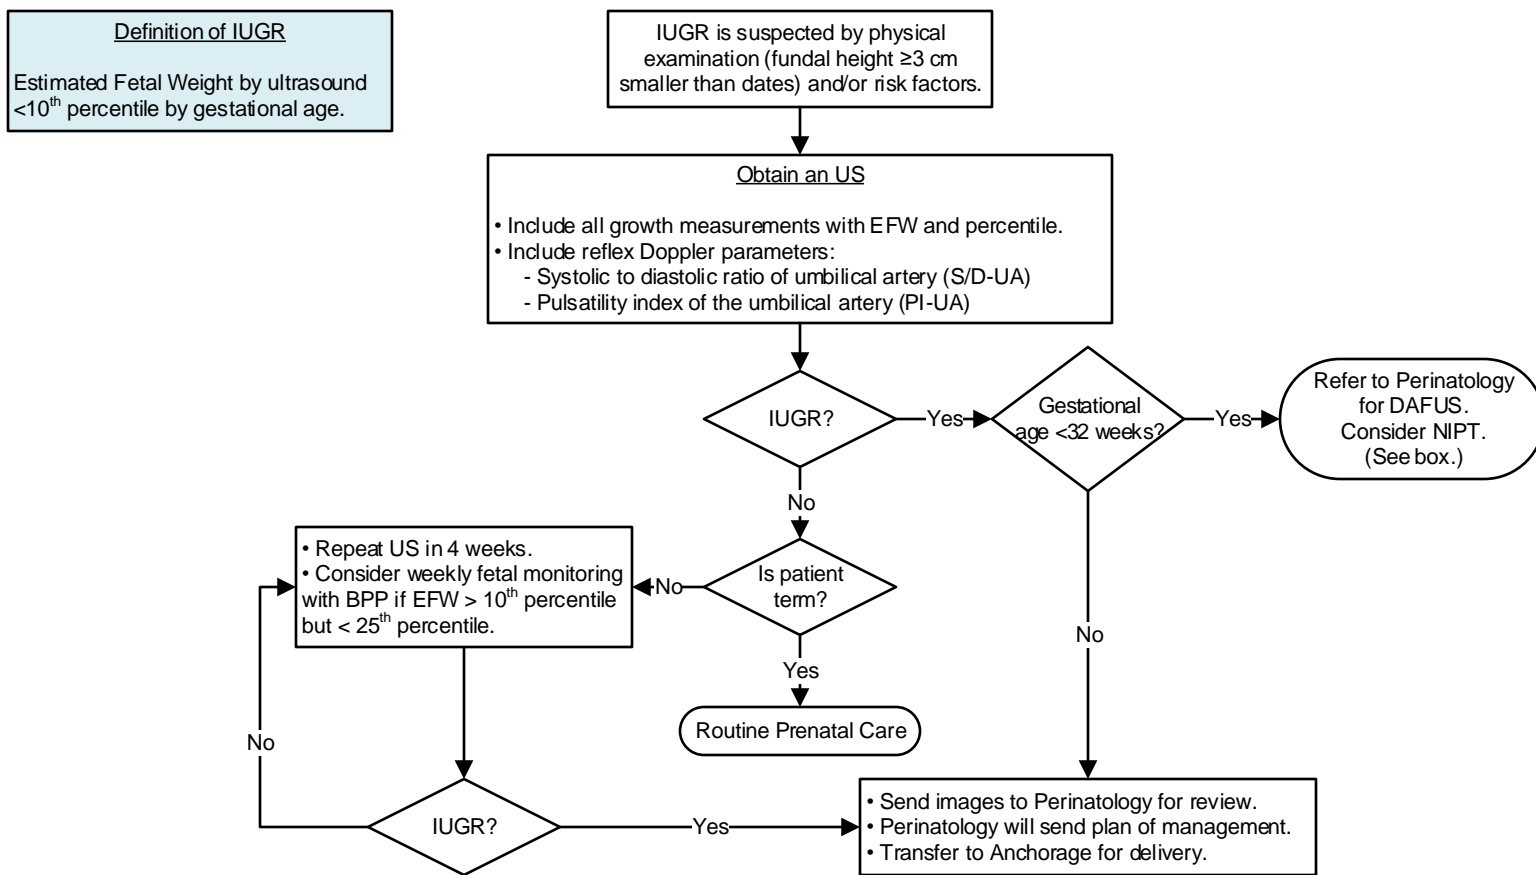 Definition of IUGR
Estimated Fetal Weight by ultrasound
<10th percentile by gestational age.
IUGR is suspected by physical
examination (fundal height ≥3 cm
smaller than dates) and/or risk factors.
Obtain an US
• Include all growth measurements with EFW and percentile.
• Include reflex Doppler parameters:
- Systolic to diastolic ratio of umbilical artery (S/D-UA)
- Pulsatility index of the umbilical artery (PI-UA)
IUGR?
Yes
Gestational
age <32 weeks?
Yes
Refer to Perinatology
for DAFUS.
Consider NIPT.
(See box.)
No
• Repeat US in 4 weeks.
• Consider weekly fetal monitoring
with BPP if EFW > 10th percentile
but < 25th percentile.
No
Is patient
term?
No
Yes
Routine Prenatal Care
No
IUGR?
Yes
• Send images to Perinatology for review.
• Perinatology will send plan of management.
• Transfer to Anchorage for delivery.